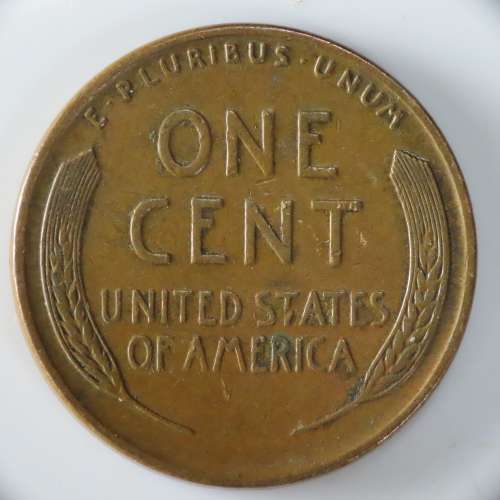 E·PLURIBUS·UNUM
ONE
CENT
UNITED STATES
OF AMERICA